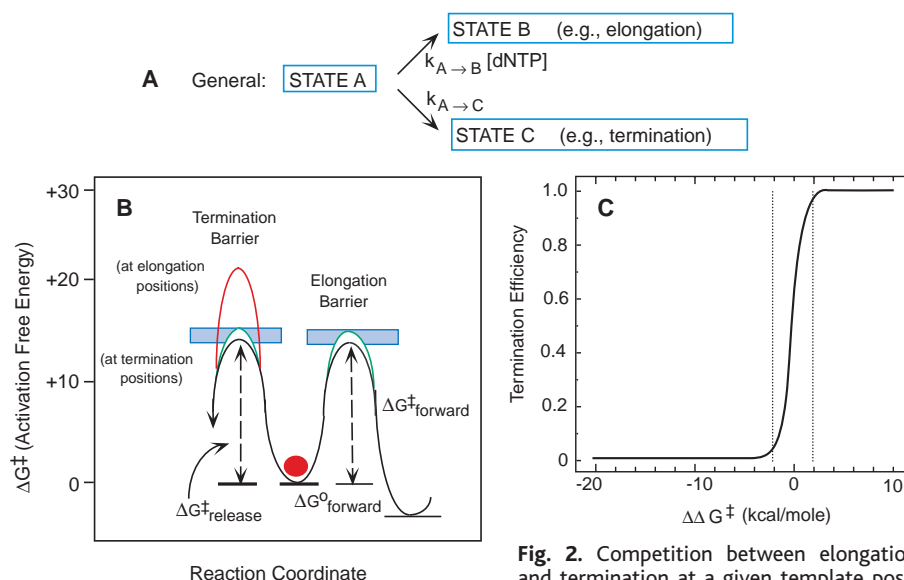 A General: STATE A
STATE B (e.g., elongation)
k A → B [dNTP]
k A → C
STATE C (e.g., termination)
B
ΔG‡ (Activation Free Energy)
+30
+20
+10
0
Termination
Barrier
(at elongation
positions)
Elongation
Barrier
(at termination
positions)
ΔG‡forward
ΔG‡release
ΔG°forward
Reaction Coordinate
C
Termination Efficiency
1.0
0.8
0.6
0.4
0.2
0
-20 -10 0 10
ΔΔG‡ (kcal/mole)
Fig. 2. Competition between elongatio
and termination at a given template pos